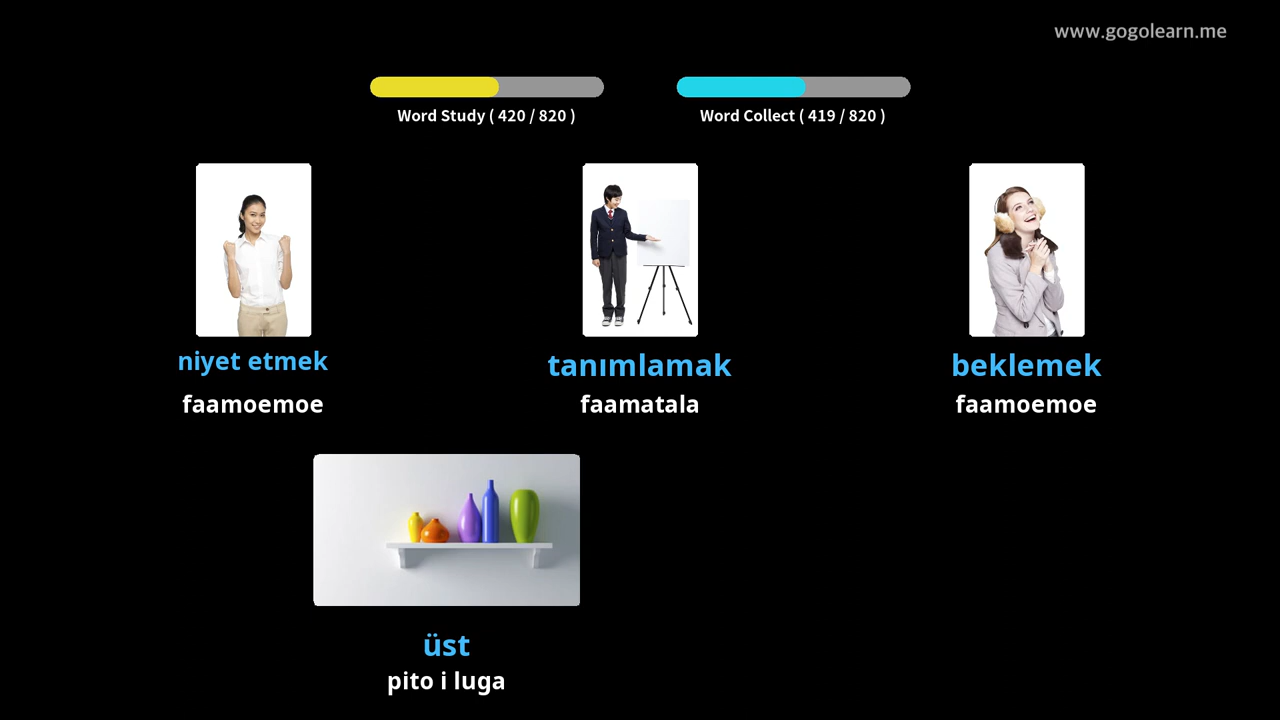 www.gogolearn.me
Word Study ( 420 / 820 )
Word Collect ( 419 / 820 )
niyet etmek
faamoemoe
tanımlamak
faamatala
beklemek
faamoemoe
üst
pito i luga